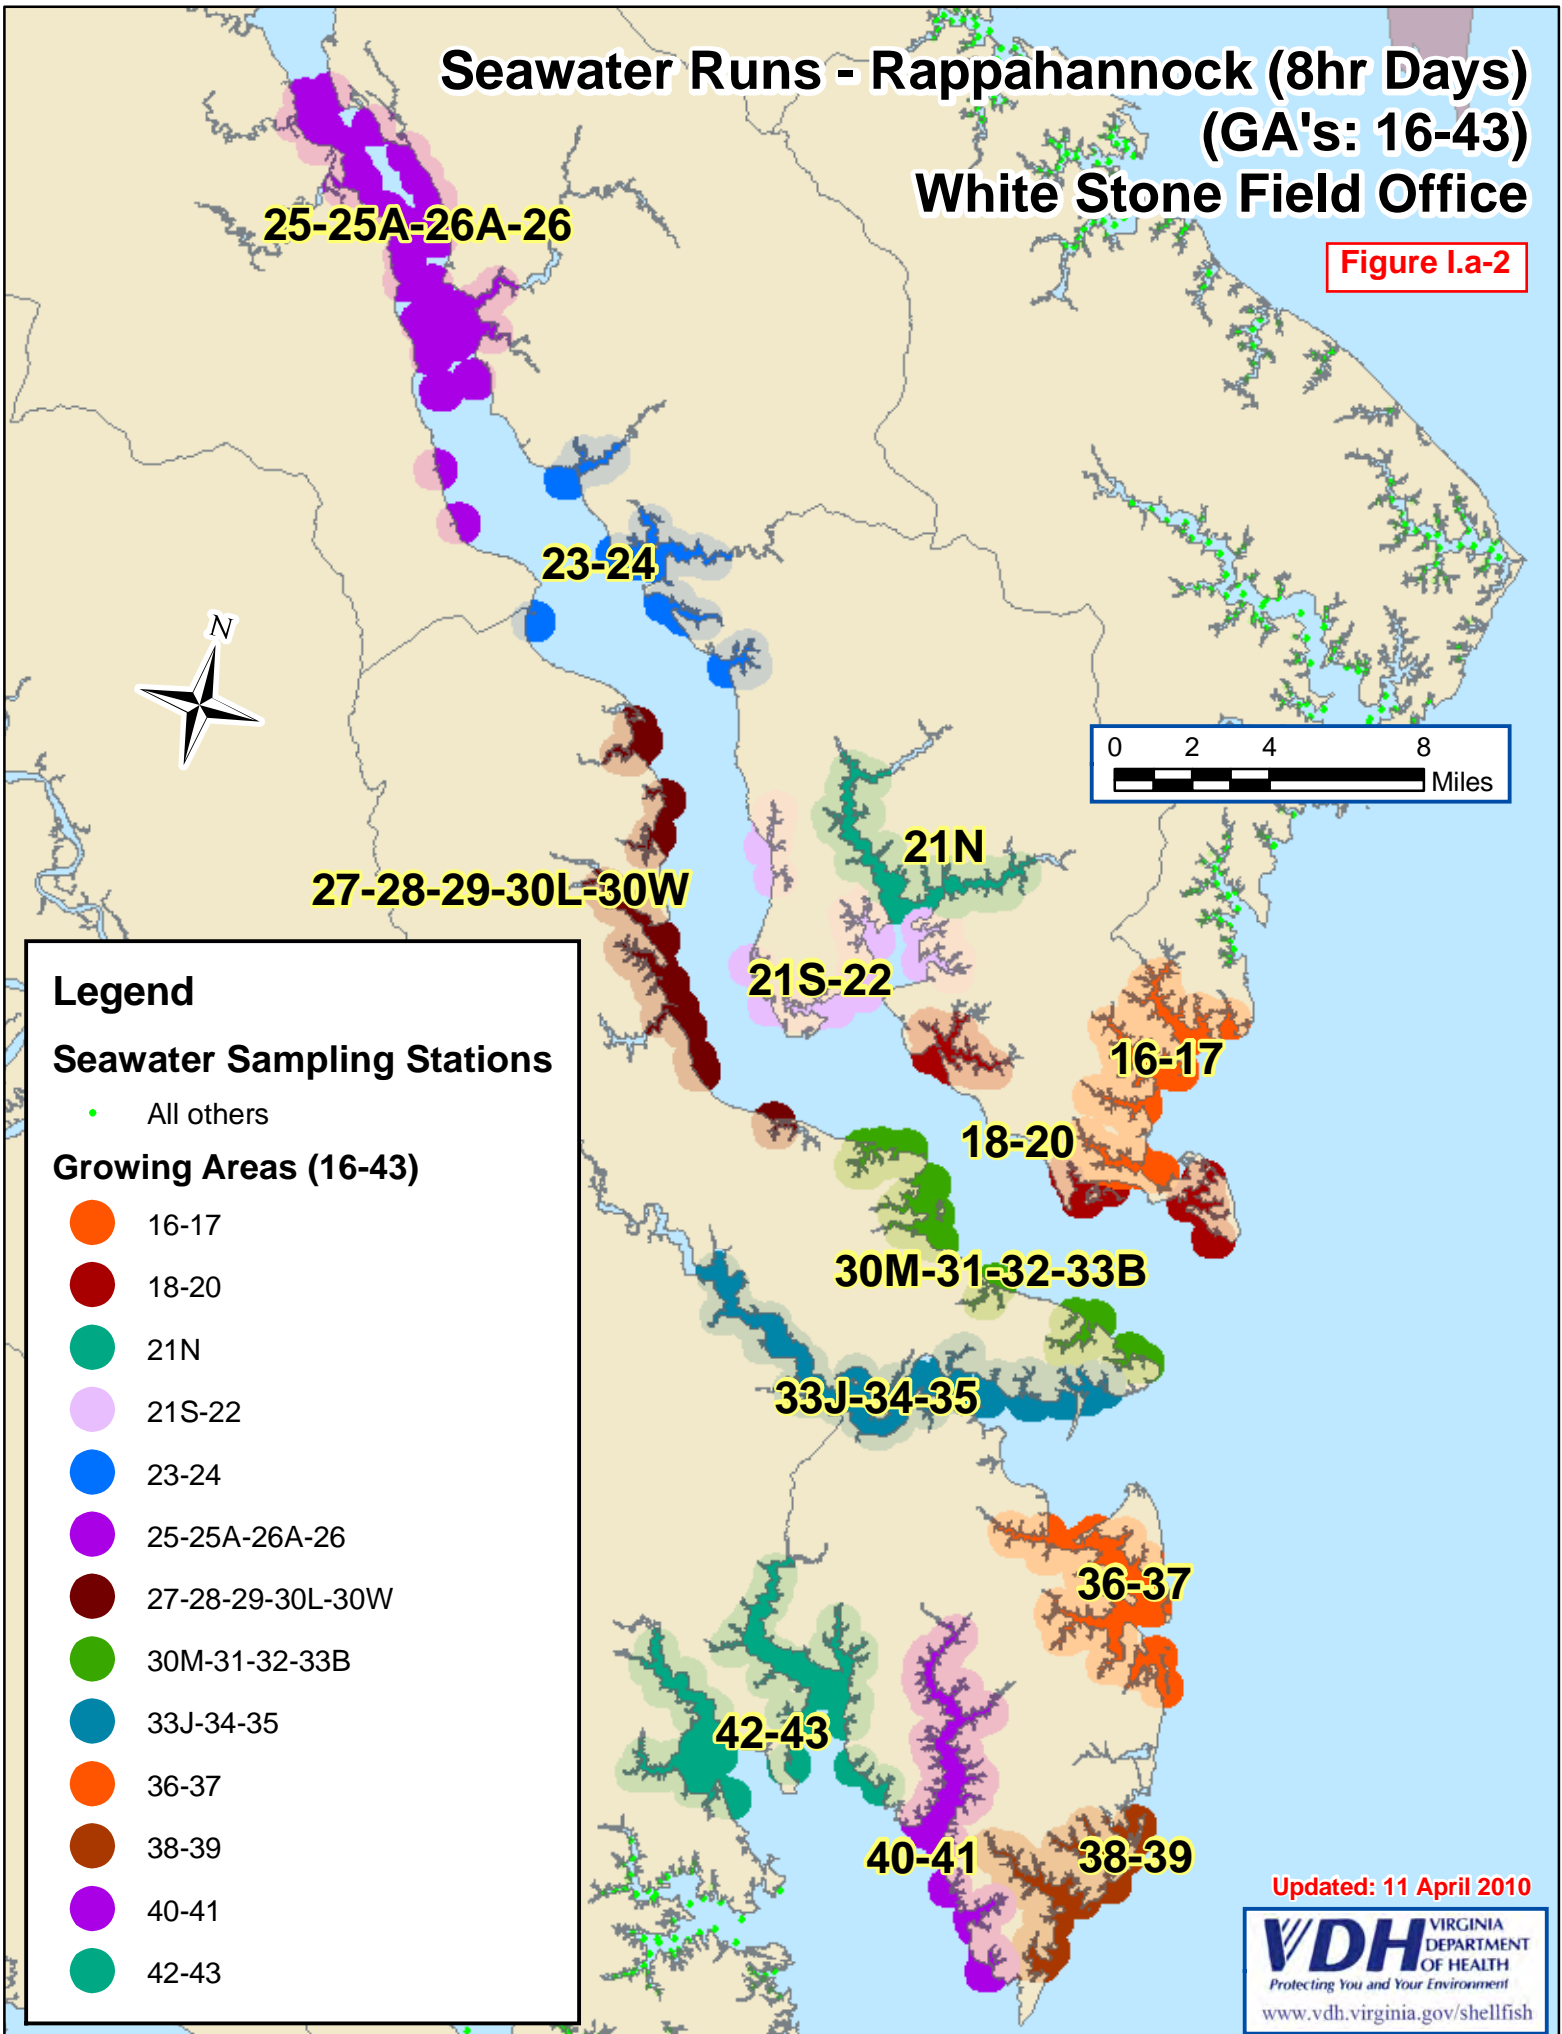 Seawater Runs - Rappahannock (8hr Days)
(GA's: 16-43)
White Stone Field Office
Figure I.a-2
25-25A-26A-26
23-24
N
0 2 4 8
Miles
21N
27-28-29-30L-30W
21S-22
16-17
18-20
30M-31-32-33B
33J-34-35
36-37
42-43
40-41
38-39
Legend
Seawater Sampling Stations
All others
Growing Areas (16-43)
16-17
18-20
21N
21S-22
23-24
25-25A-26A-26
27-28-29-30L-30W
30M-31-32-33B
33J-34-35
36-37
38-39
40-41
42-43
Updated: 11 April 2010
VDH
VIRGINIA
DEPARTMENT
OF HEALTH
Protecting You and Your Environment
www.vdh.virginia.gov/shellfish